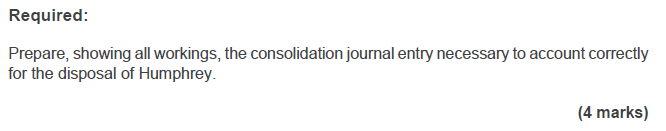 Required:
Prepare, showing all workings, the consolidation journal entry necessary to account correctly
for the disposal of Humphrey.
(4 marks)